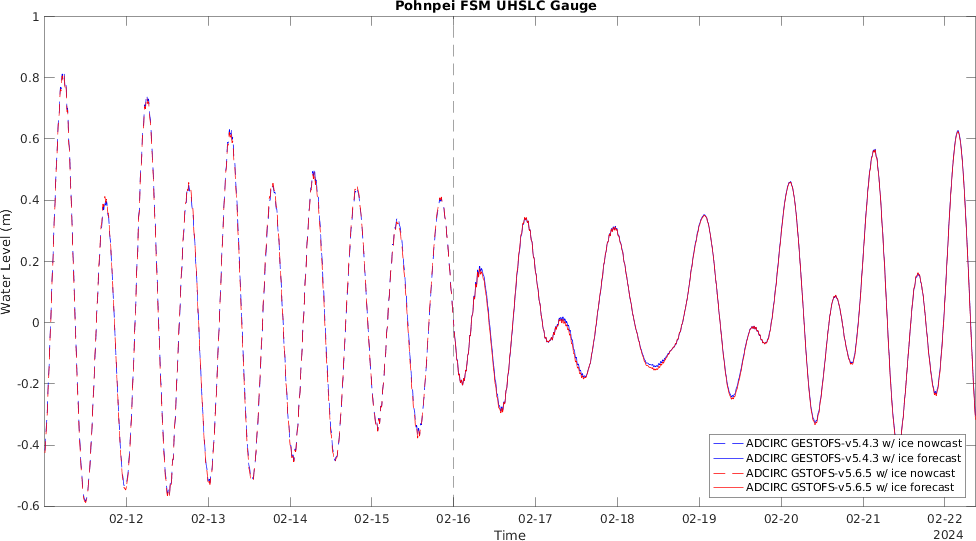 Pohnpei FSM UHSLC Gauge
1
0.8
0.6
0.4
0.2
0
-0.2
-0.4
-0.6
Water Level (m)
ADCIRC GESTOFS-v5.4.3 w/ ice nowcast
ADCIRC GESTOFS-v5.4.3 w/ ice forecast
ADCIRC GSTOFS-v5.6.5 w/ ice nowcast
ADCIRC GSTOFS-v5.6.5 w/ ice forecast
02-12 02-13 02-14 02-15 02-16 02-17 02-18 02-19 02-20 02-21 02-22
Time
2024